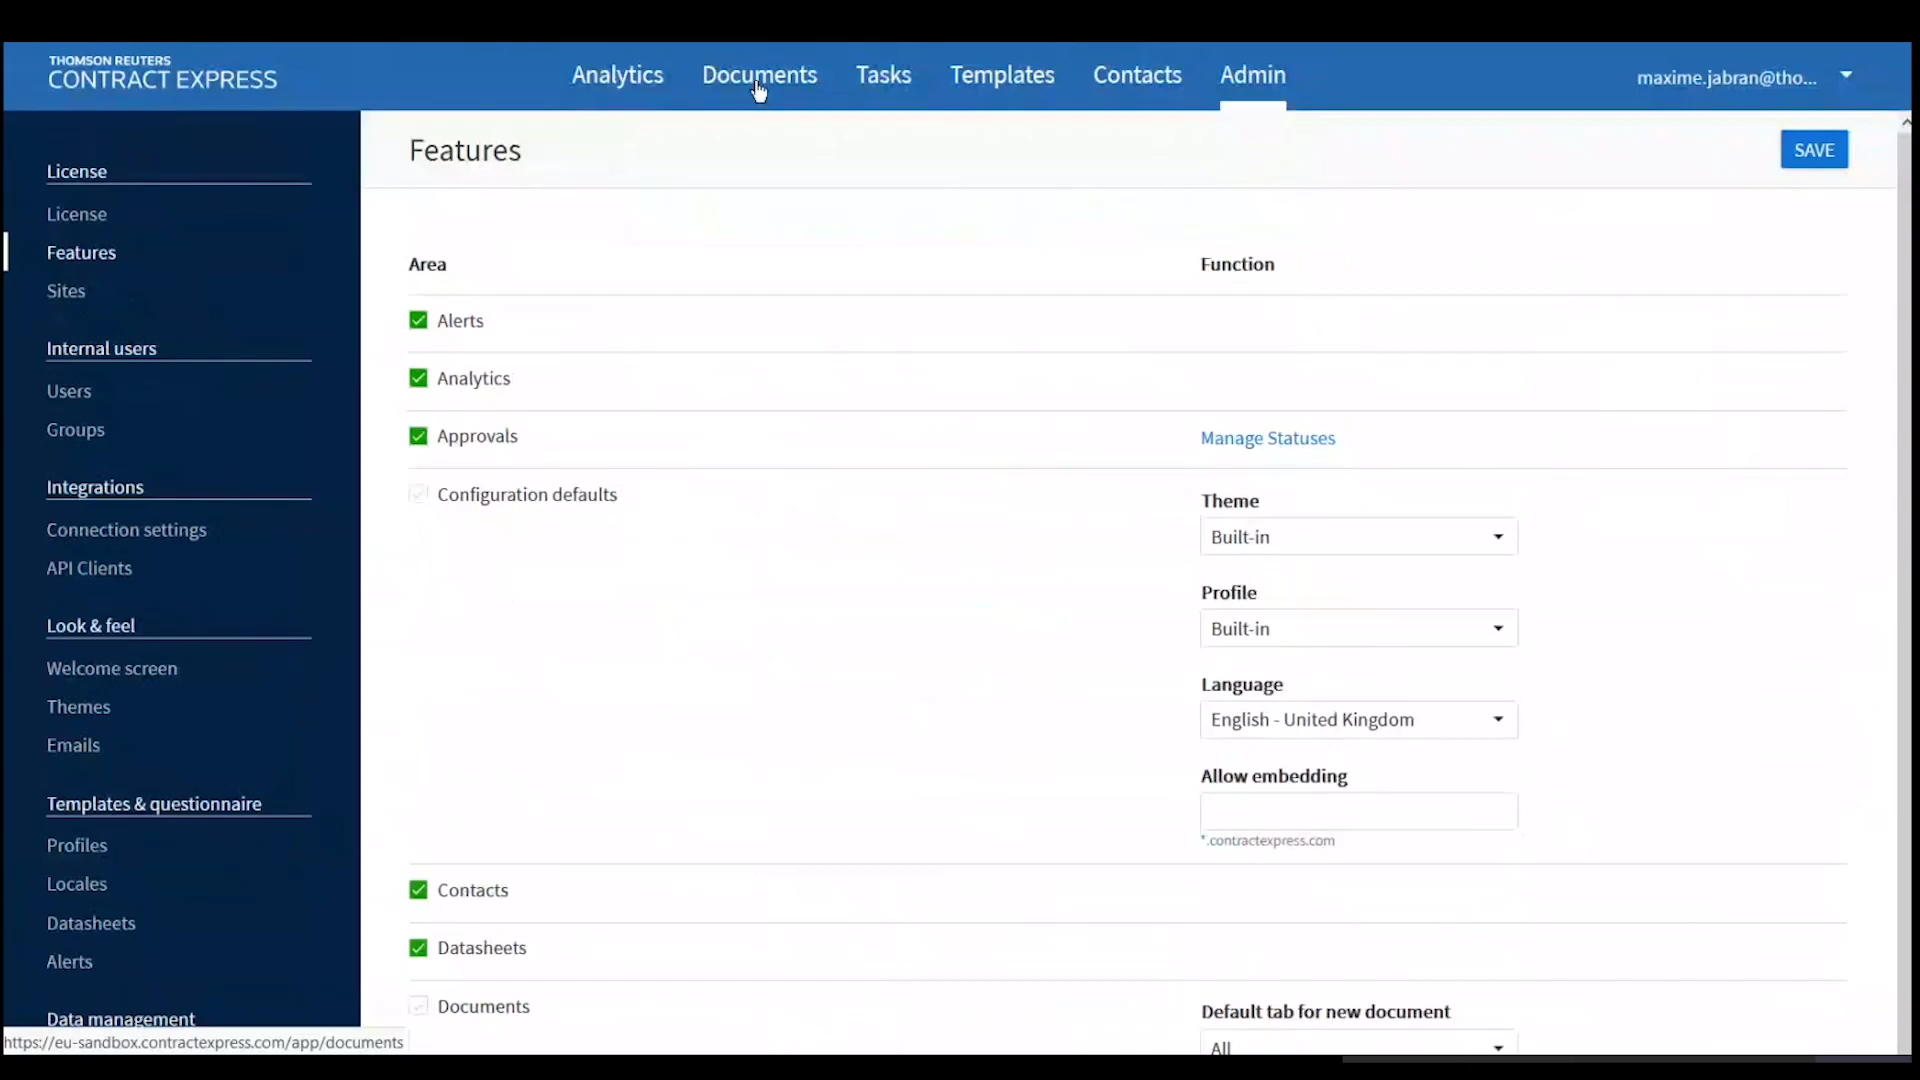 THOMSON REUTERS
CONTRACT EXPRESS
Analytics
Documents
Tasks
Templates
Contacts
Admin
maxime.jabran@tho...
License
License
Features
Sites
Internal users
Users
Groups
Integrations
Connection settings
API Clients
Look & feel
Welcome screen
Themes
Emails
Templates & questionnaire
Profiles
Locales
Datasheets
Alerts
Data management
https://eu-sandbox.contractexpress.com/app/documents
Features
SAVE
Area
Function
Alerts
Analytics
Approvals
Manage Statuses
Configuration defaults
Theme
Built-in
Profile
Built-in
Language
English - United Kingdom
Allow embedding
*.contractexpress.com
Contacts
Datasheets
Documents
Default tab for new document
All